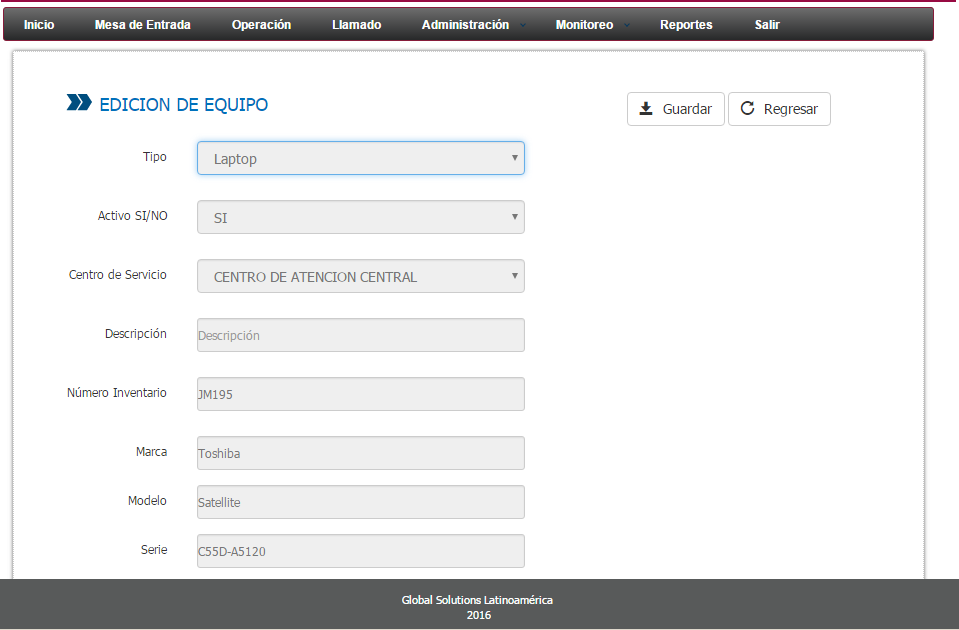 Inicio Mesa de Entrada Operación Llamado Administración Monitoreo Reportes Salir
EDICION DE EQUIPO Guardar Regresar
Tipo Laptop
Activo SI/NO SI
Centro de Servicio CENTRO DE ATENCION CENTRAL
Descripción Descripción
Número Inventario JM195
Marca Toshiba
Modelo Satellite
Serie C55D-A5120
Global Solutions Latinoamérica
2016